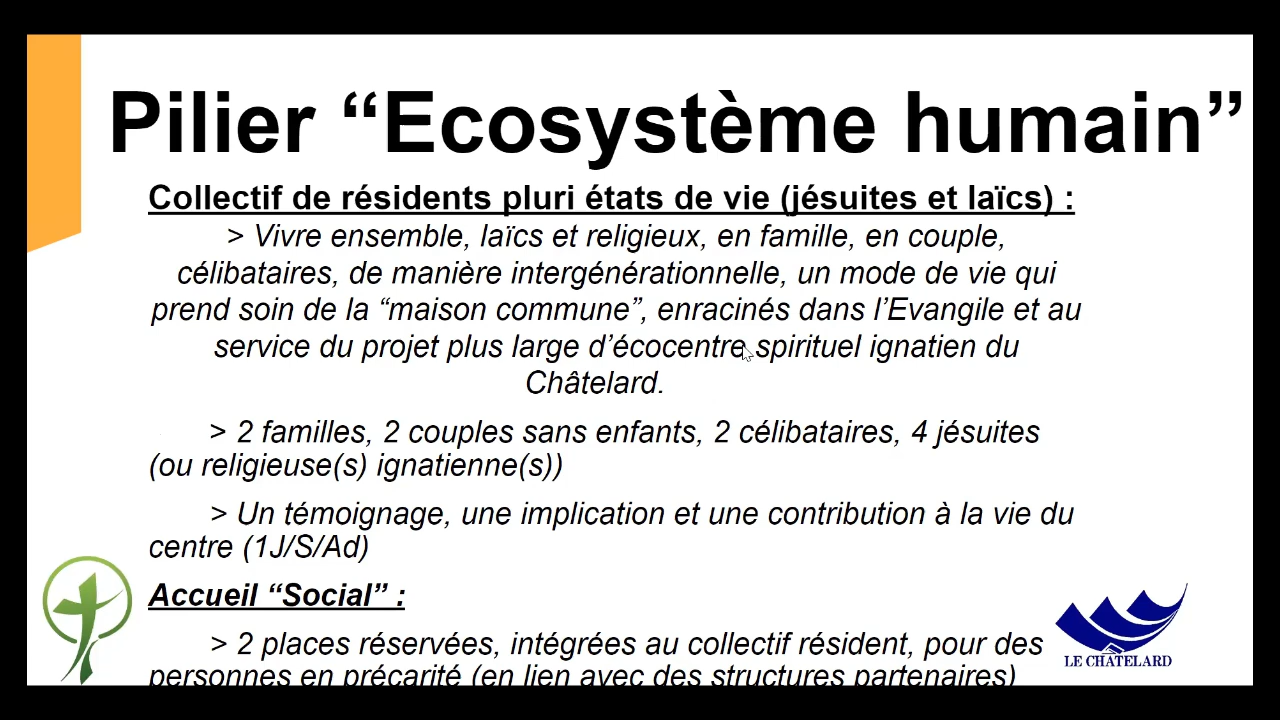 Pilier “Ecosystème humain”
Collectif de résidents pluri états de vie (jésuites et laïcs) :
> Vivre ensemble, laïcs et religieux, en famille, en couple,
célibataires, de manière intergénérationnelle, un mode de vie qui
prend soin de la “maison commune”, enracinés dans l’Evangile et au
service du projet plus large d’écocentre spirituel ignatien du
Châtelard.
> 2 familles, 2 couples sans enfants, 2 célibataires, 4 jésuites
(ou religieuse(s) ignatienne(s))
> Un témoignage, une implication et une contribution à la vie du
centre (1J/S/Ad)
Accueil “Social” :
> 2 places réservées, intégrées au collectif résident, pour des
personnes en précarité (en lien avec des structures partenaires)
LE CHÂTELARD